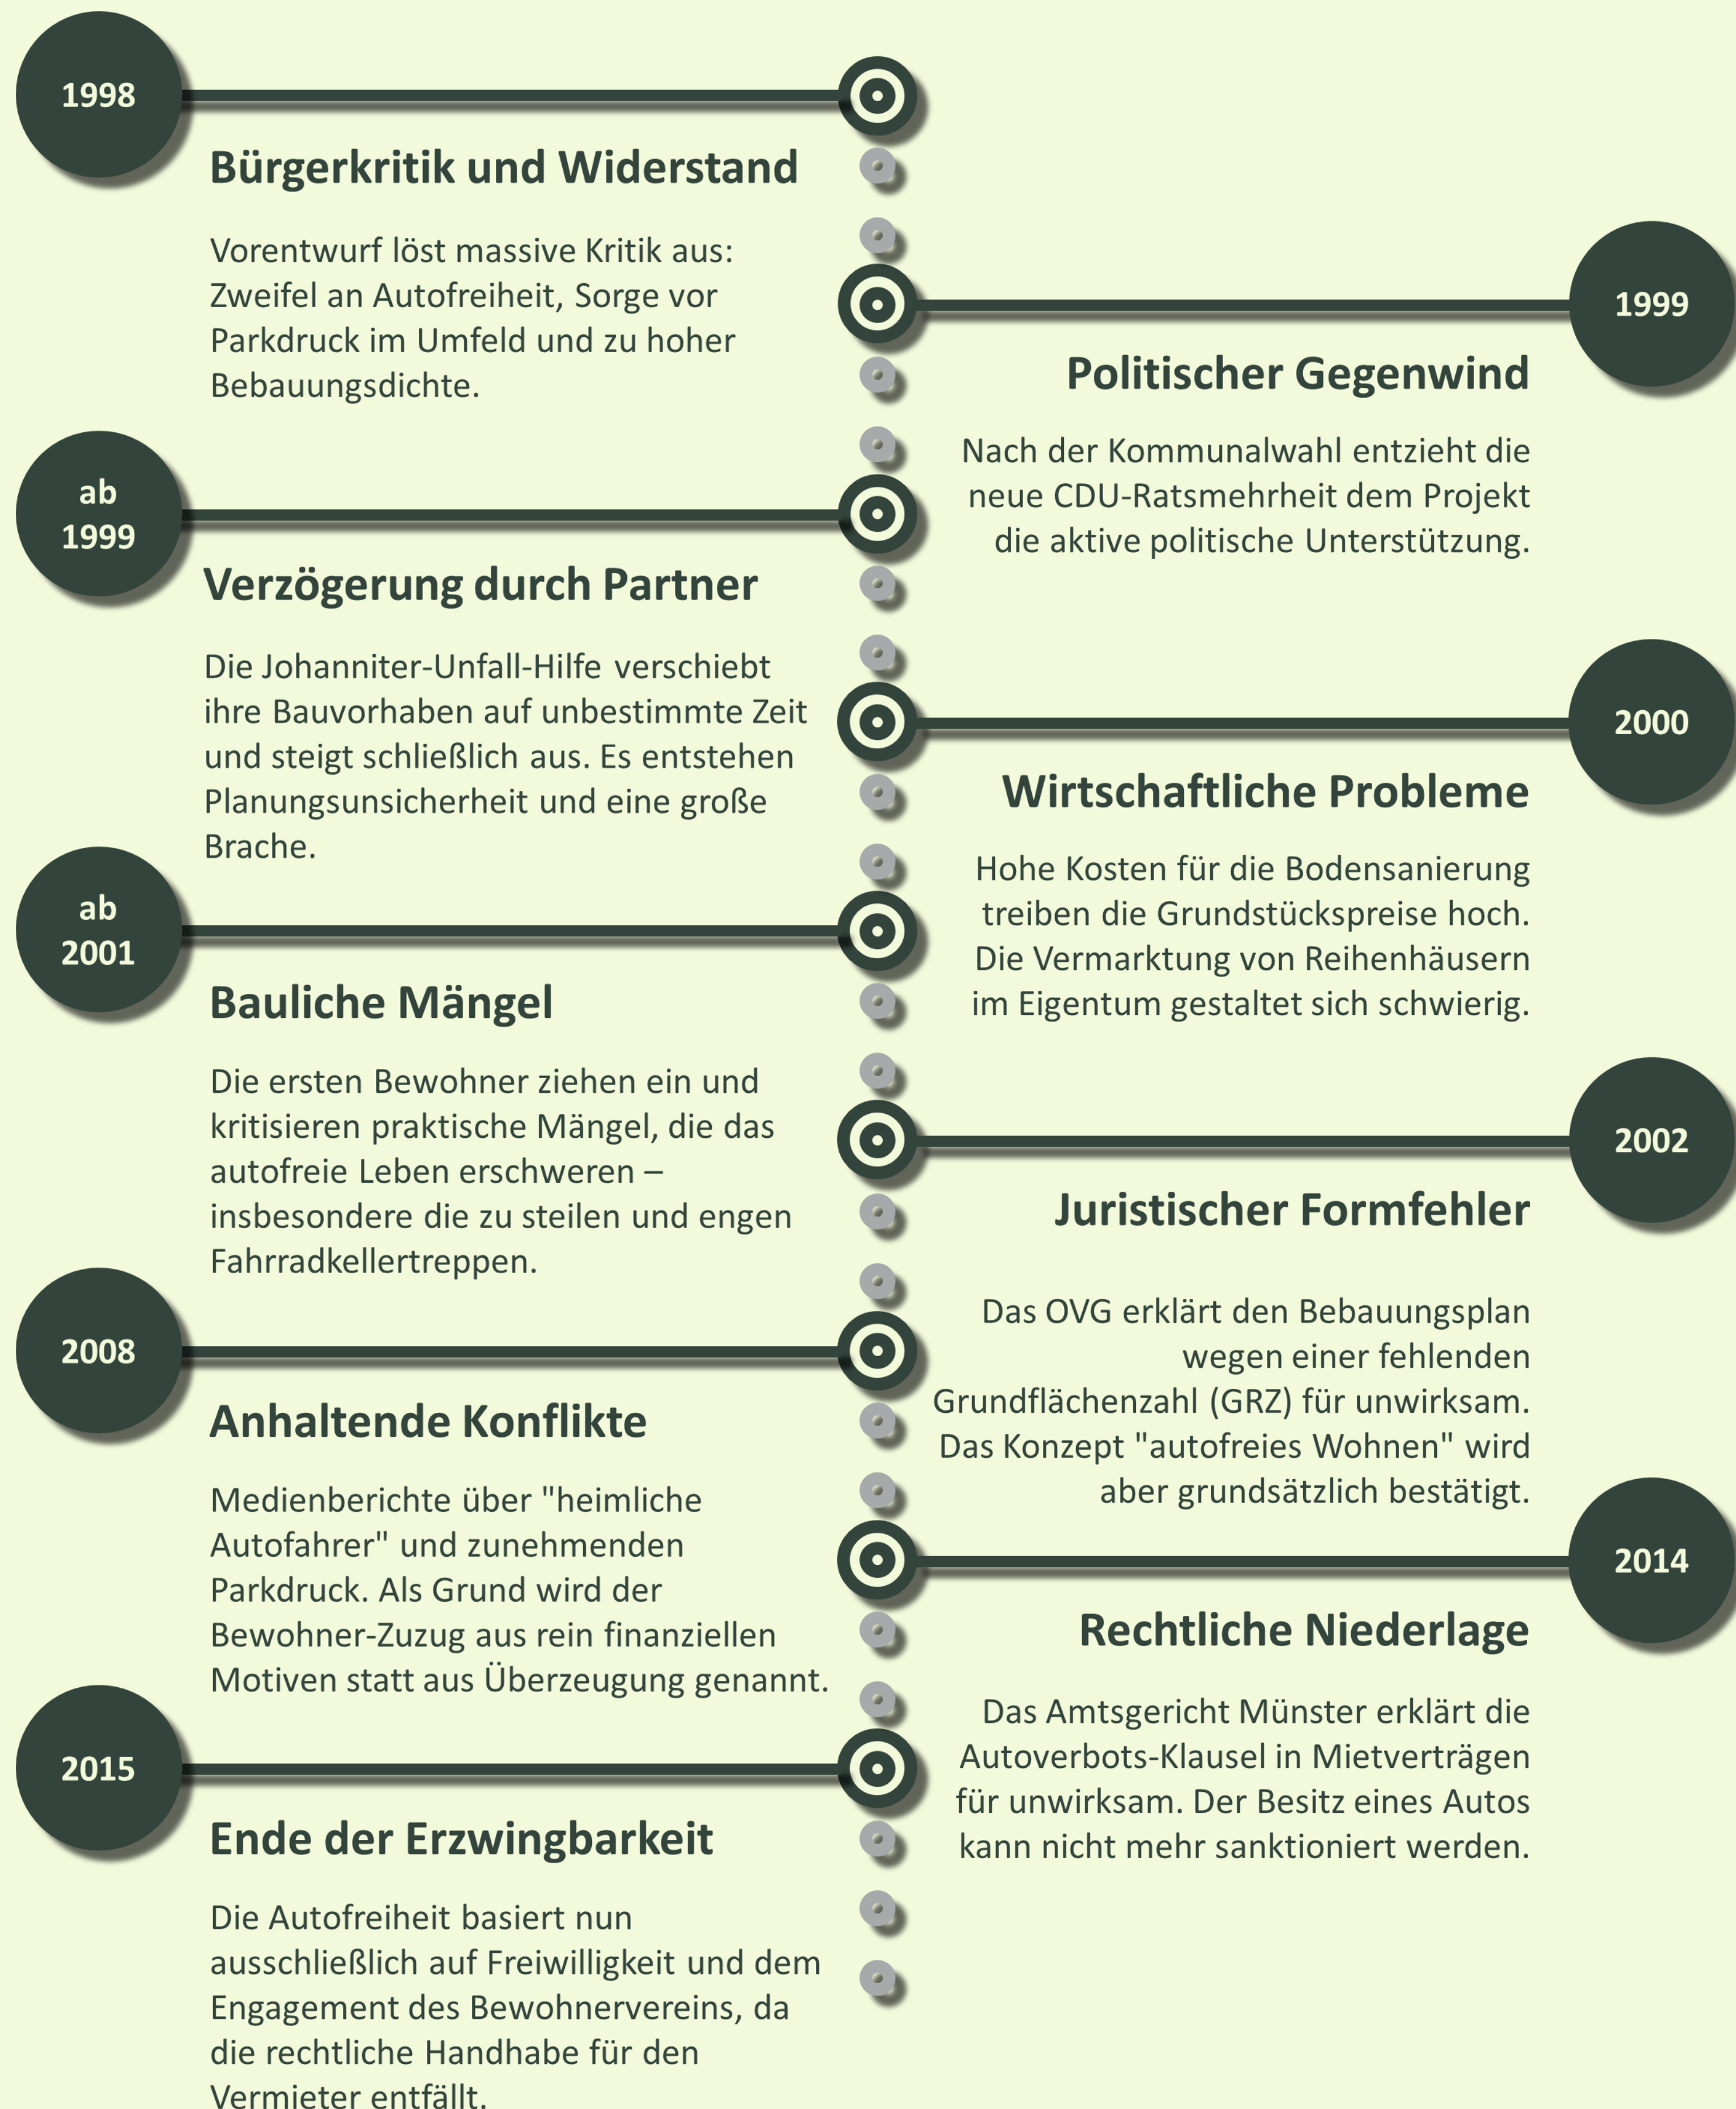 1998
Bürgerkritik und Widerstand
Vorentwurf löst massive Kritik aus:
Zweifel an Autofreiheit, Sorge vor
Parkdruck im Umfeld und zu hoher
Bebauungsdichte.
1999
Politischer Gegenwind
Nach der Kommunalwahl entzieht die
neue CDU-Ratsmehrheit dem Projekt
die aktive politische Unterstützung.
ab
1999
Verzögerung durch Partner
Die Johanniter-Unfall-Hilfe verschiebt
ihre Bauvorhaben auf unbestimmte Zeit
und steigt schließlich aus. Es entstehen
Planungsunsicherheit und eine große
Brache.
2000
Wirtschaftliche Probleme
Hohe Kosten für die Bodensanierung
treiben die Grundstückspreise hoch.
Die Vermarktung von Reihenhäusern
im Eigentum gestaltet sich schwierig.
ab
2001
Bauliche Mängel
Die ersten Bewohner ziehen ein und
kritisieren praktische Mängel, die das
autofreie Leben erschweren –
insbesondere die zu steilen und engen
Fahrradkellertreppen.
2002
Juristischer Formfehler
Das OVG erklärt den Bebauungsplan
wegen einer fehlenden
Grundflächenzahl (GRZ) für unwirksam.
Das Konzept "autofreies Wohnen" wird
aber grundsätzlich bestätigt.
2008
Anhaltende Konflikte
Medienberichte über "heimliche
Autofahrer" und zunehmenden
Parkdruck. Als Grund wird der
Bewohner-Zuzug aus rein finanziellen
Motiven statt aus Überzeugung genannt.
2014
Rechtliche Niederlage
Das Amtsgericht Münster erklärt die
Autoverbots-Klausel in Mietverträgen
für unwirksam. Der Besitz eines Autos
kann nicht mehr sanktioniert werden.
2015
Ende der Erzwingbarkeit
Die Autofreiheit basiert nun
ausschließlich auf Freiwilligkeit und dem
Engagement des Bewohnervereins, da
die rechtliche Handhabe für den
Vermieter entfällt.